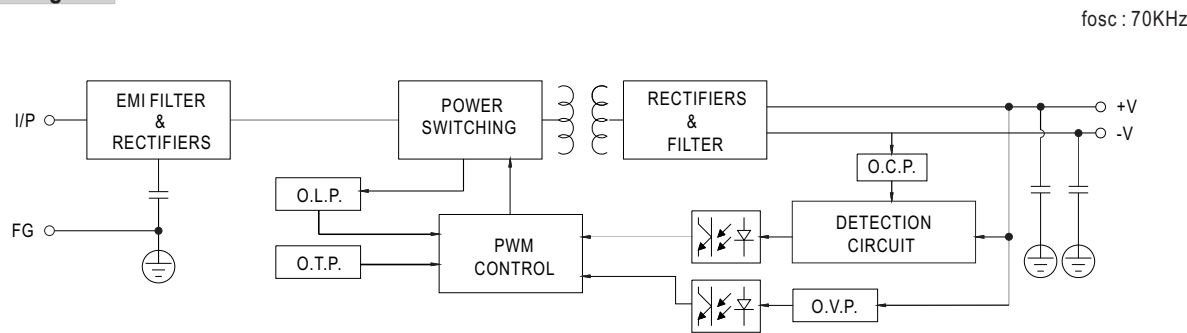 fosc : 70KHz
I/P
EMI FILTER
&
RECTIFIERS
POWER
SWITCHING
RECTIFIERS
&
FILTER
+V
-V
O.C.P.
O.L.P.
FG
PWM
CONTROL
DETECTION
CIRCUIT
O.T.P.
O.V.P.